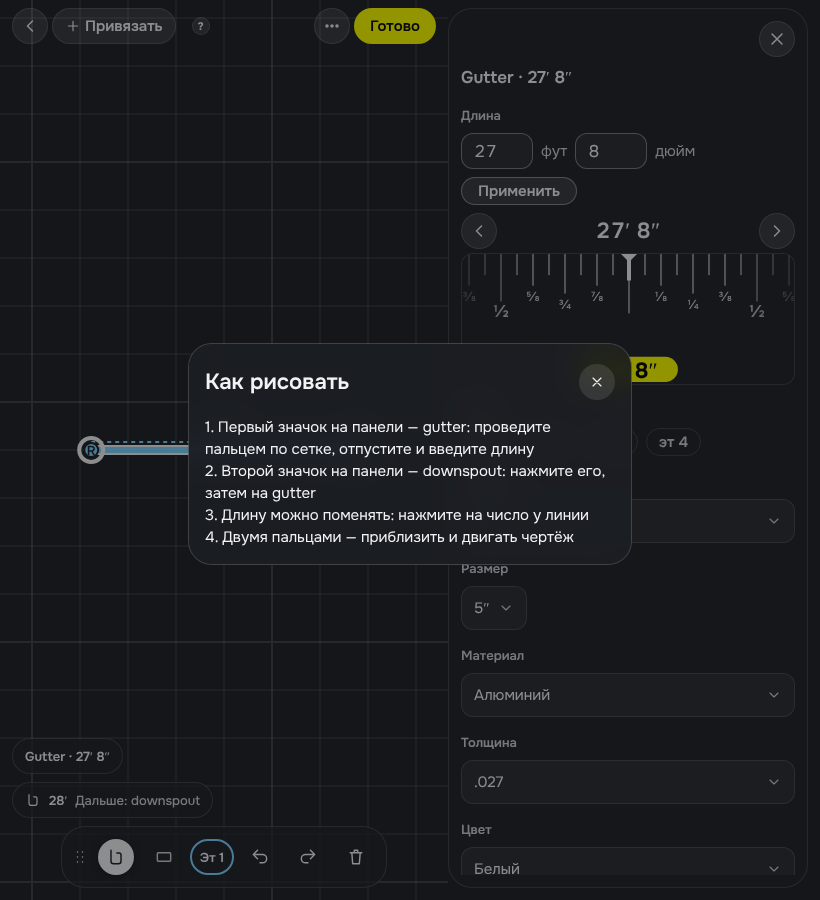 Привязать
?
Готово
Gutter · 27′ 8″
Длина
27 фут 8 дюйм
Применить
27′ 8″
⅜ ½ ⅝ ¾ ⅞ ⅛ ¼ ⅜ ½ ⅝
8″
Как рисовать
1. Первый значок на панели — gutter: проведите
пальцем по сетке, отпустите и введите длину
2. Второй значок на панели — downspout: нажмите его,
затем на gutter
3. Длину можно поменять: нажмите на число у линии
4. Двумя пальцами — приблизить и двигать чертёж
эт 4
R
Размер
5″
Материал
Алюминий
Толщина
.027
Цвет
Белый
Gutter · 27′ 8″
28′ Дальше: downspout
Эт 1